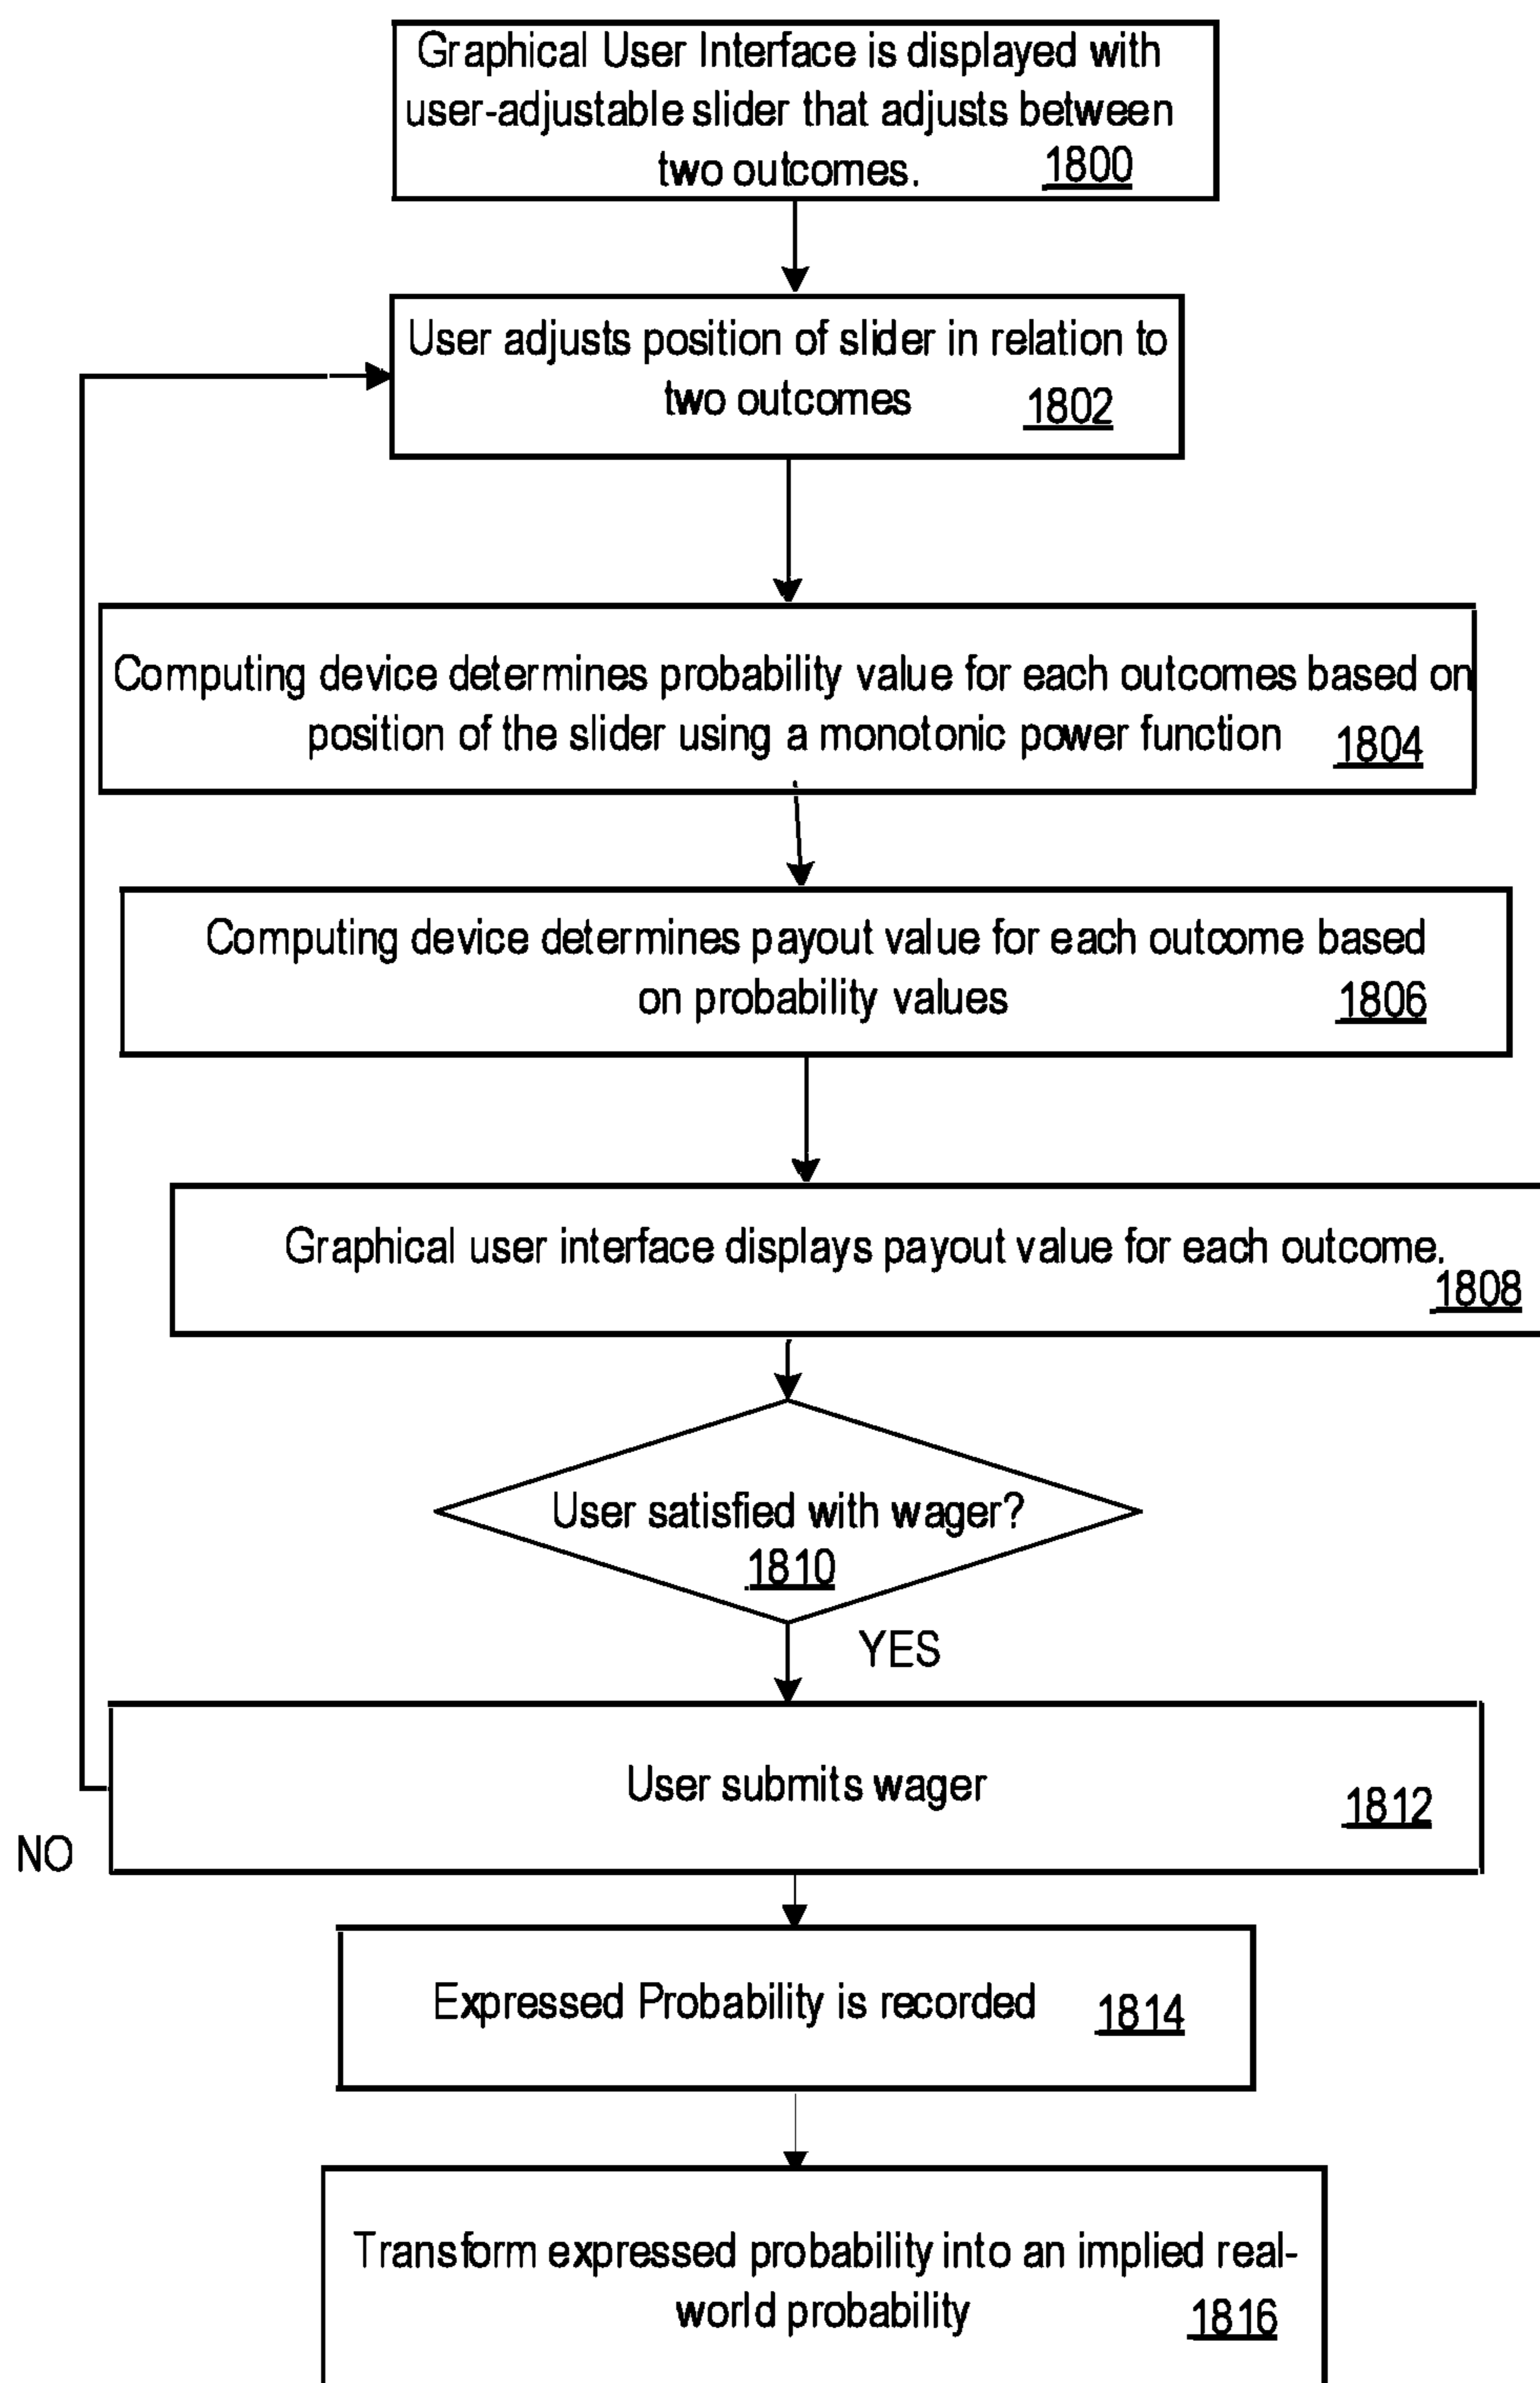 Graphical User Interface is displayed with
user-adjustable slider that adjusts between
two outcomes. 1800
User adjusts position of slider in relation to
two outcomes 1802
Computing device determines probability value for each outcomes based on
position of the slider using a monotonic power function 1804
Computing device determines payout value for each outcome based
on probability values 1806
Graphical user interface displays payout value for each outcome.
1808
User satisfied with wager?
1810
YES
User submits wager 1812
NO
Expressed Probability is recorded 1814
Transform expressed probability into an implied real-
world probability 1816